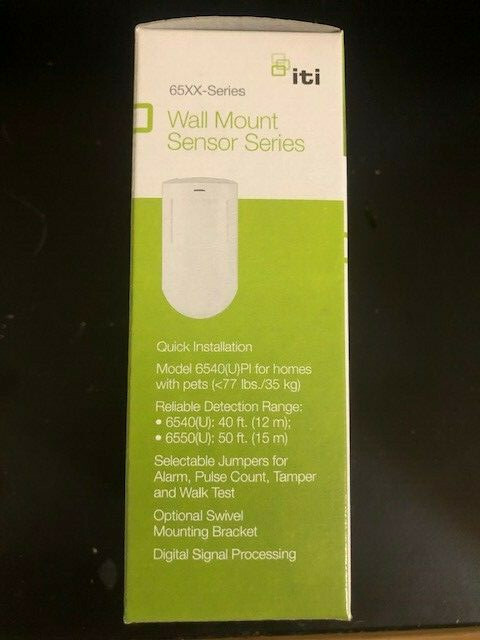 iti
65XX-Series
Wall Mount
Sensor Series
Quick Installation
Model 6540(U)PI for homes
with pets (<77 lbs./35 kg)
Reliable Detection Range:
• 6540(U): 40 ft. (12 m);
• 6550(U): 50 ft. (15 m)
Selectable Jumpers for
Alarm, Pulse Count, Tamper
and Walk Test
Optional Swivel
Mounting Bracket
Digital Signal Processing